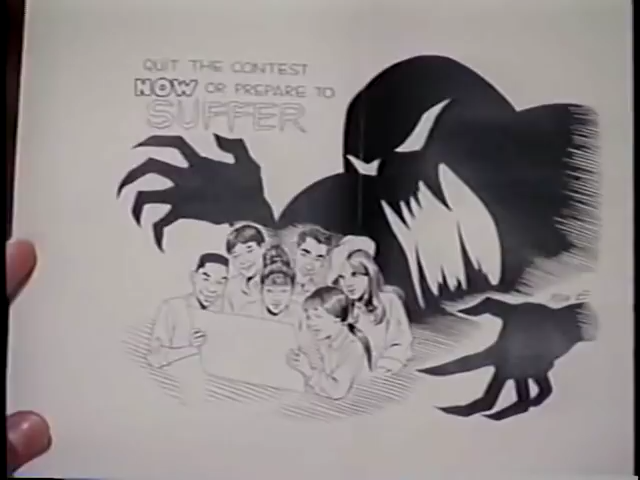 QUIT THE CONTEST
NOW OR PREPARE TO
SUFFER